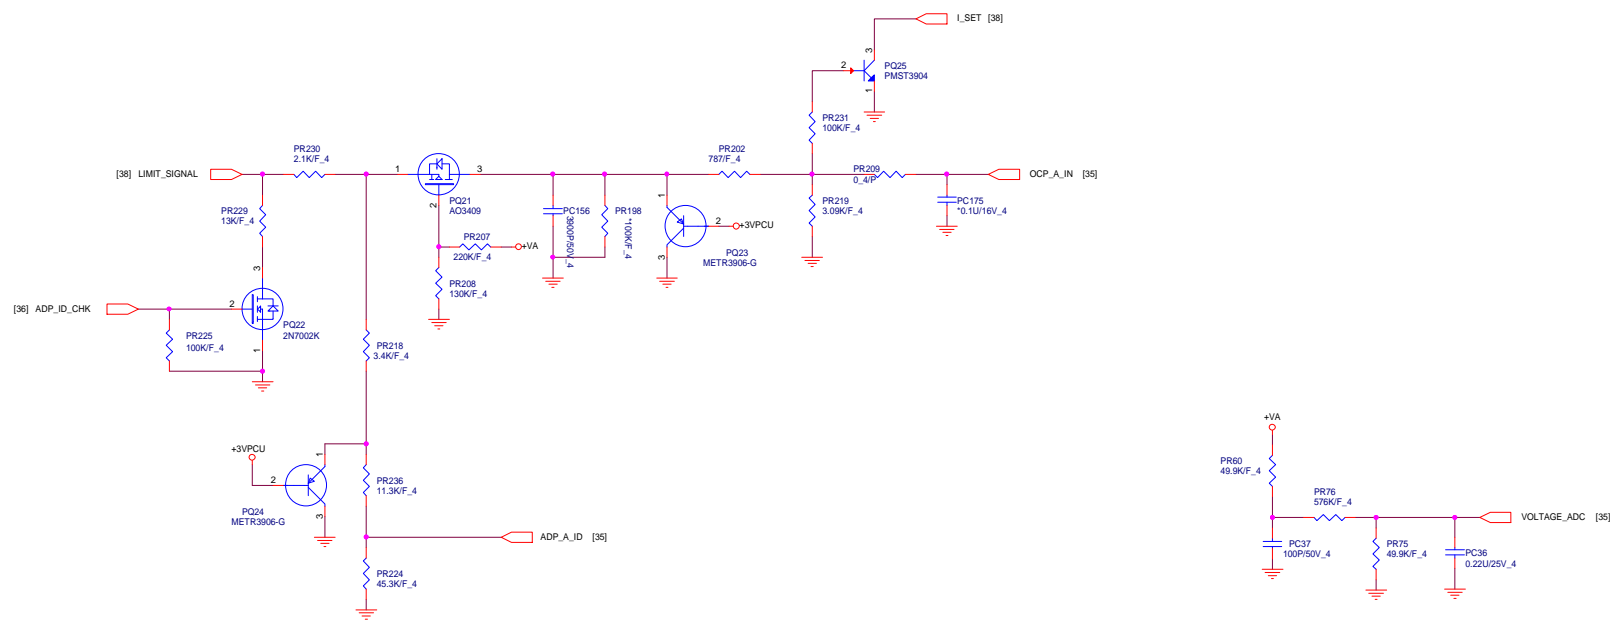 I_SET [38]
3
2
PQ25
PMST3904
1
PR231
100K/F_4
PR230
2.1K/F_4
PR202
787/F_4
[38] LIMIT_SIGNAL
1
3
PR209
0_4/P
OCP_A_IN [35]
PQ21
AO3409
2
PR229
13K/F_4
PC156
3900P/50V_4
PR198
*100K/F_4
1
2
+3VPCU
PR219
3.09K/F_4
PC175
*0.1U/16V_4
PR207
220K/F_4
+VA
PQ23
METR3906-G
3
3
PR208
130K/F_4
[36] ADP_ID_CHK
2
PQ22
2N7002K
1
PR225
100K/F_4
PR218
3.4K/F_4
+3VPCU
1
2
PQ24
METR3906-G
3
PR236
11.3K/F_4
ADP_A_ID [35]
PR224
45.3K/F_4
+VA
PR60
49.9K/F_4
PR76
576K/F_4
VOLTAGE_ADC [35]
PC37
100P/50V_4
PR75
49.9K/F_4
PC36
0.22U/25V_4